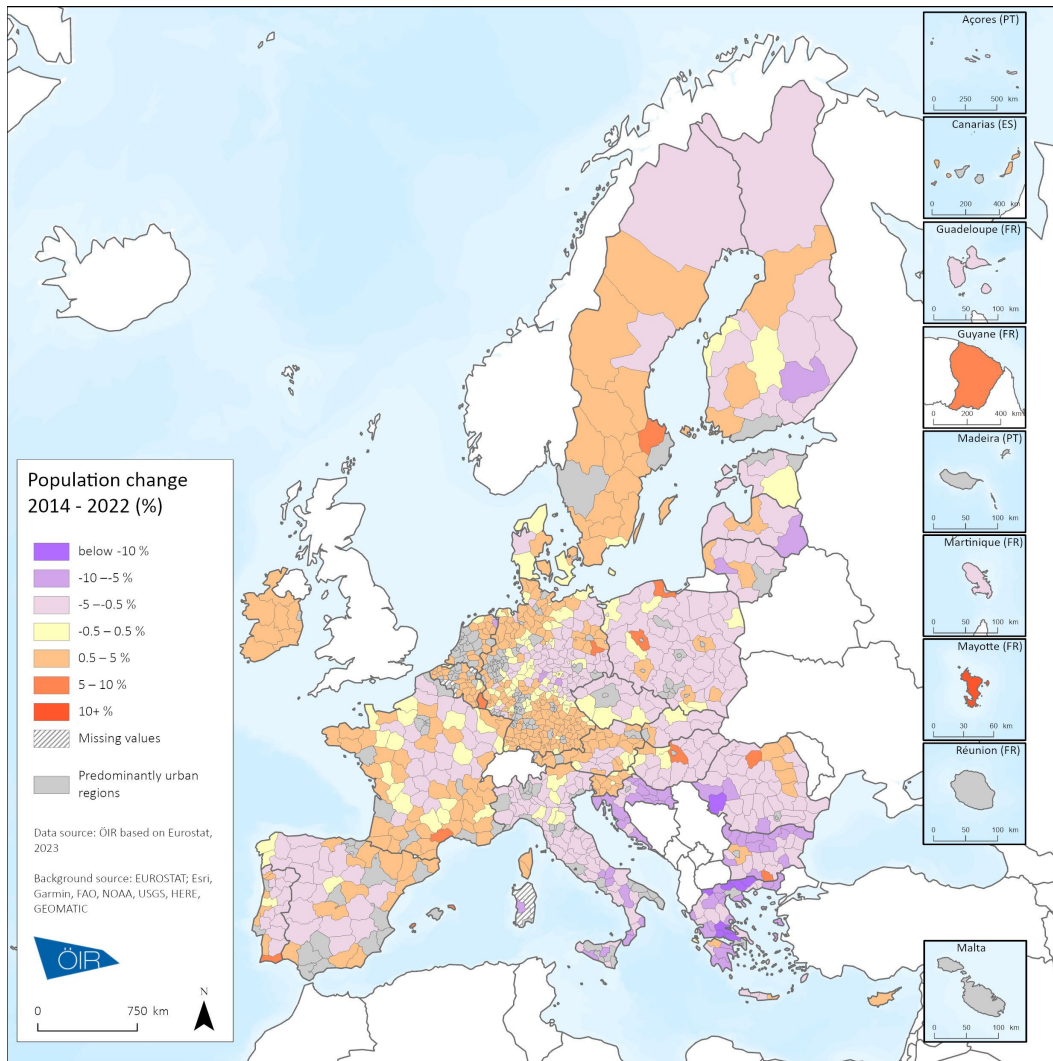 Population change
2014 - 2022 (%)
below -10 %
-10 –-5 %
-5 –-0.5 %
-0.5 – 0.5 %
0.5 – 5 %
5 – 10 %
10+ %
Missing values
Predominantly urban
regions
Data source: ÖIR based on Eurostat,
2023
Background source: EUROSTAT; Esri,
Garmin, FAO, NOAA, USGS, HERE,
GEOMATIC
ÖIR
N
0 750 km
Açores (PT)
0 250 500 km
Canarias (ES)
0 200 400 km
Guadeloupe (FR)
0 50 100 km
Guyane (FR)
0 200 400 km
Madeira (PT)
0 50 100 km
Martinique (FR)
0 50 100 km
Mayotte (FR)
0 30 60 km
Réunion (FR)
0 50 100 km
Malta
0 50 100 km